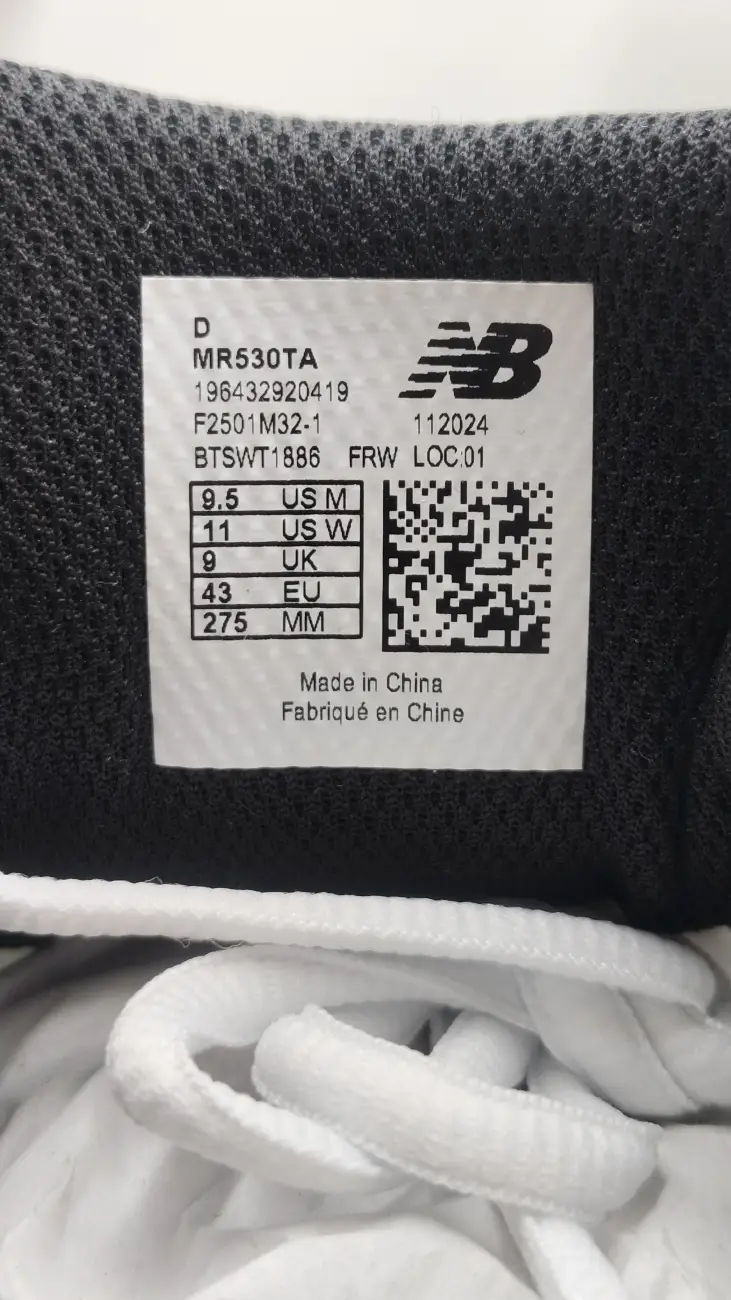 D
MR530TA
NB
196432920419
F2501M32-1 112024
BTSWT1886 FRW LOC:01
9.5 US M
11 US W
9 UK
43 EU
275 MM
Made in China
Fabriqué en Chine